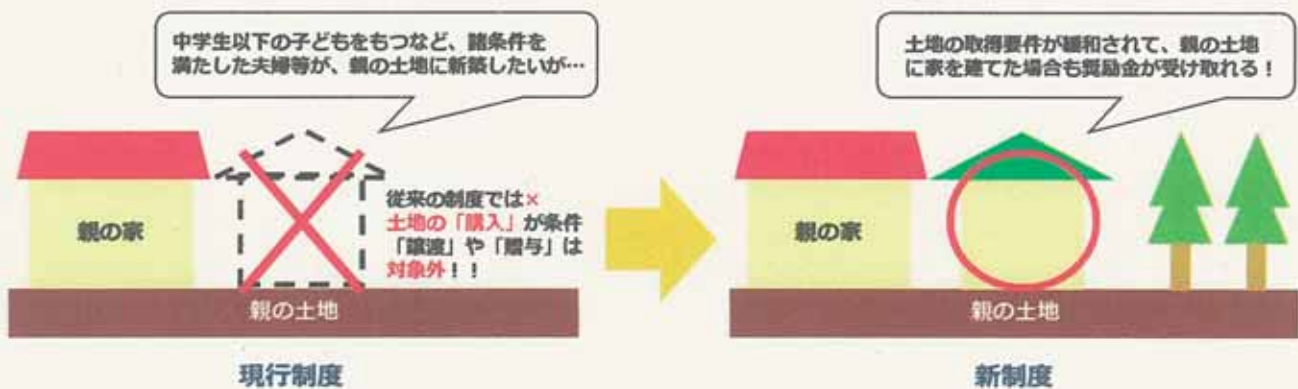 中学生以下の子どもをもつなど、諸条件を
満たした夫婦等が、親の土地に新築したいが…
親の家
従来の制度では×
土地の「購入」が条件
「譲渡」や「贈与」は
対象外！！
親の土地
現行制度
土地の取得要件が緩和されて、親の土地
に家を建てた場合も奨励金が受け取れる！
親の家
親の土地
新制度